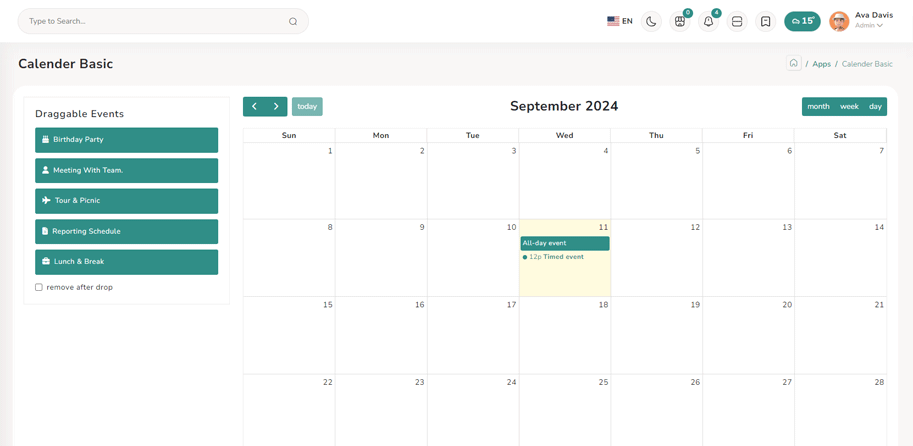 Type to Search...
EN
0
4
15°
Ava Davis
Admin
Calender Basic
/ Apps / Calender Basic
Draggable Events
Birthday Party
Meeting With Team.
Tour & Picnic
Reporting Schedule
Lunch & Break
remove after drop
today
September 2024
month week day
Sun Mon Tue Wed Thu Fri Sat
1 2 3 4 5 6 7
8 9 10 11 12 13 14
All-day event
12p Timed event
15 16 17 18 19 20 21
22 23 24 25 26 27 28